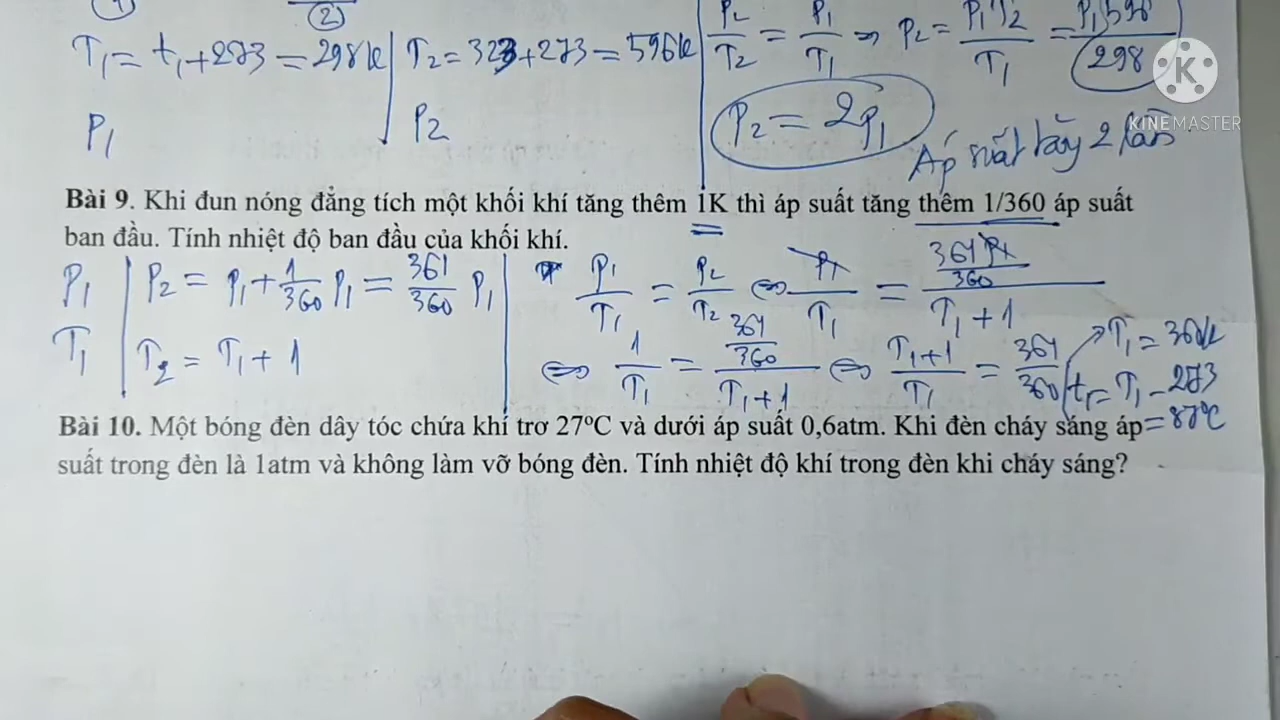 ① ②
T₁ = t₁ + 273 = 298K | T₂ = 323 + 273 = 596K | P₂/T₂ = P₁/T₁ ⇒ P₂ = P₁T₂/T₁ = P₁.596/298
P₁ P₂ P₂ = 2P₁
KINEMASTER
Áp suất tăng 2 lần
Bài 9. Khi đun nóng đẳng tích một khối khí tăng thêm 1K thì áp suất tăng thêm 1/360 áp suất
ban đầu. Tính nhiệt độ ban đầu của khối khí.
P₁ | P₂ = P₁ + 1/360 P₁ = 361/360 P₁ | * P₁/T₁ = P₂/T₂ ⇔ P₁/T₁ = 361/360 P₁/(T₁ + 1)
T₁ | T₂ = T₁ + 1 | ⇔ 1/T₁ = 361/360/(T₁ + 1) ⇔ (T₁ + 1)/T₁ = 361/360
T₁ = 360K
t₁ = T₁ - 273
= 87°C
Bài 10. Một bóng đèn dây tóc chứa khí trơ 27ºC và dưới áp suất 0,6atm. Khi đèn cháy sáng áp
suất trong đèn là 1atm và không làm vỡ bóng đèn. Tính nhiệt độ khí trong đèn khi cháy sáng?